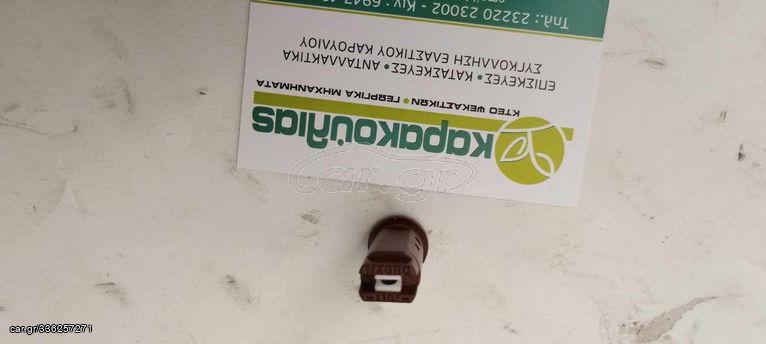 καρακούλιας
ΚΤΕΟ ΨΕΚΑΣΤΙΚΩΝ • ΓΕΩΡΓΙΚΑ ΜΗΧΑΝΗΜΑΤΑ
ΕΠΙΣΚΕΥΕΣ • ΚΑΤΑΣΚΕΥΕΣ • ΑΝΤΑΛΛΑΚΤΙΚΑ
ΣΥΓΚΟΛΛΗΣΗ ΕΛΑΣΤΙΚΟΥ ΚΑΡΟΥΛΙΟΥ
Τηλ.: 23220 23002 - Κιν.: 6947
car.gr
car.gr/336257271